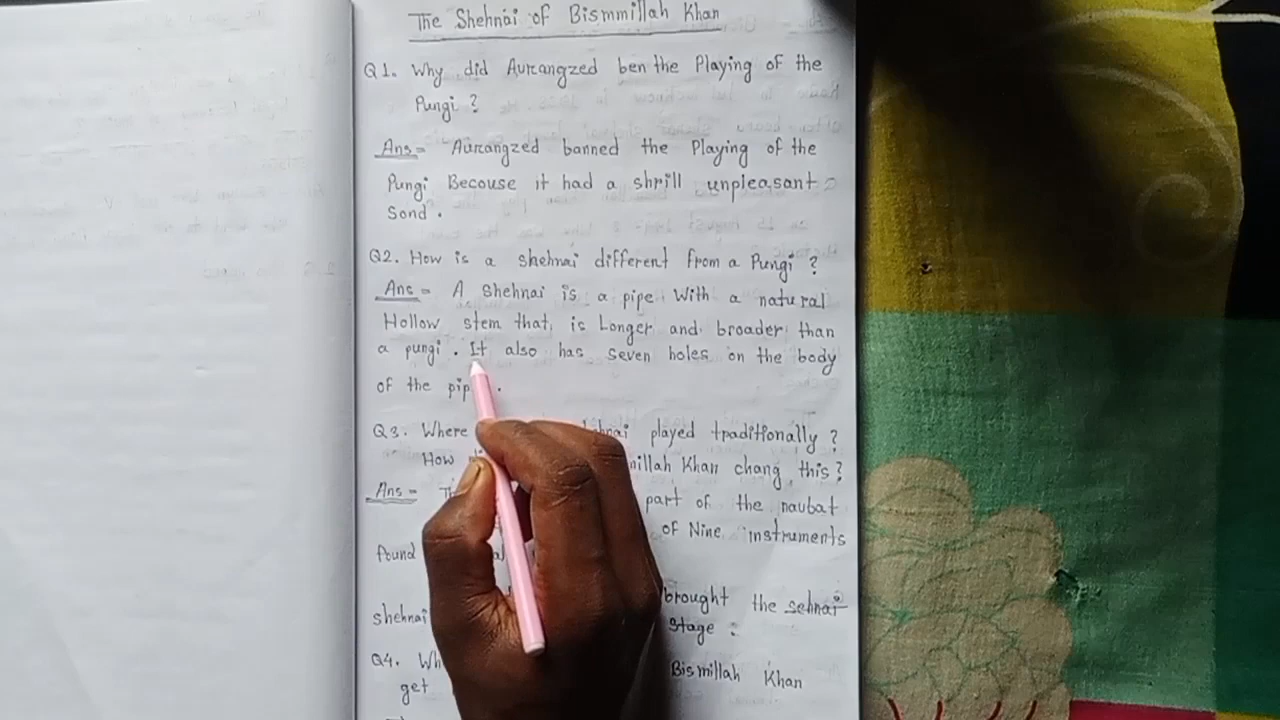 The Shehnai of Bismmillah Khan
Q1. Why did Aurangzed ben the Playing of the
Pungi ?
Ans = Aurangzed banned the Playing of the
Pungi Becouse it had a shrill unpleasant
Sond .
Q2. How is a shehnai different from a Pungi ?
Ans = A shehnai is a pipe With a natural
Hollow stem that is Longer and broader than
a pungi . It also has seven holes on the body
of the .
Q3. Where played traditionally ?
How Khan chang this ?
Ans = part of the naubat
of Nine instruments
found
brought the sehnai
shehnai stage :
Q4. Bismillah Khan
get